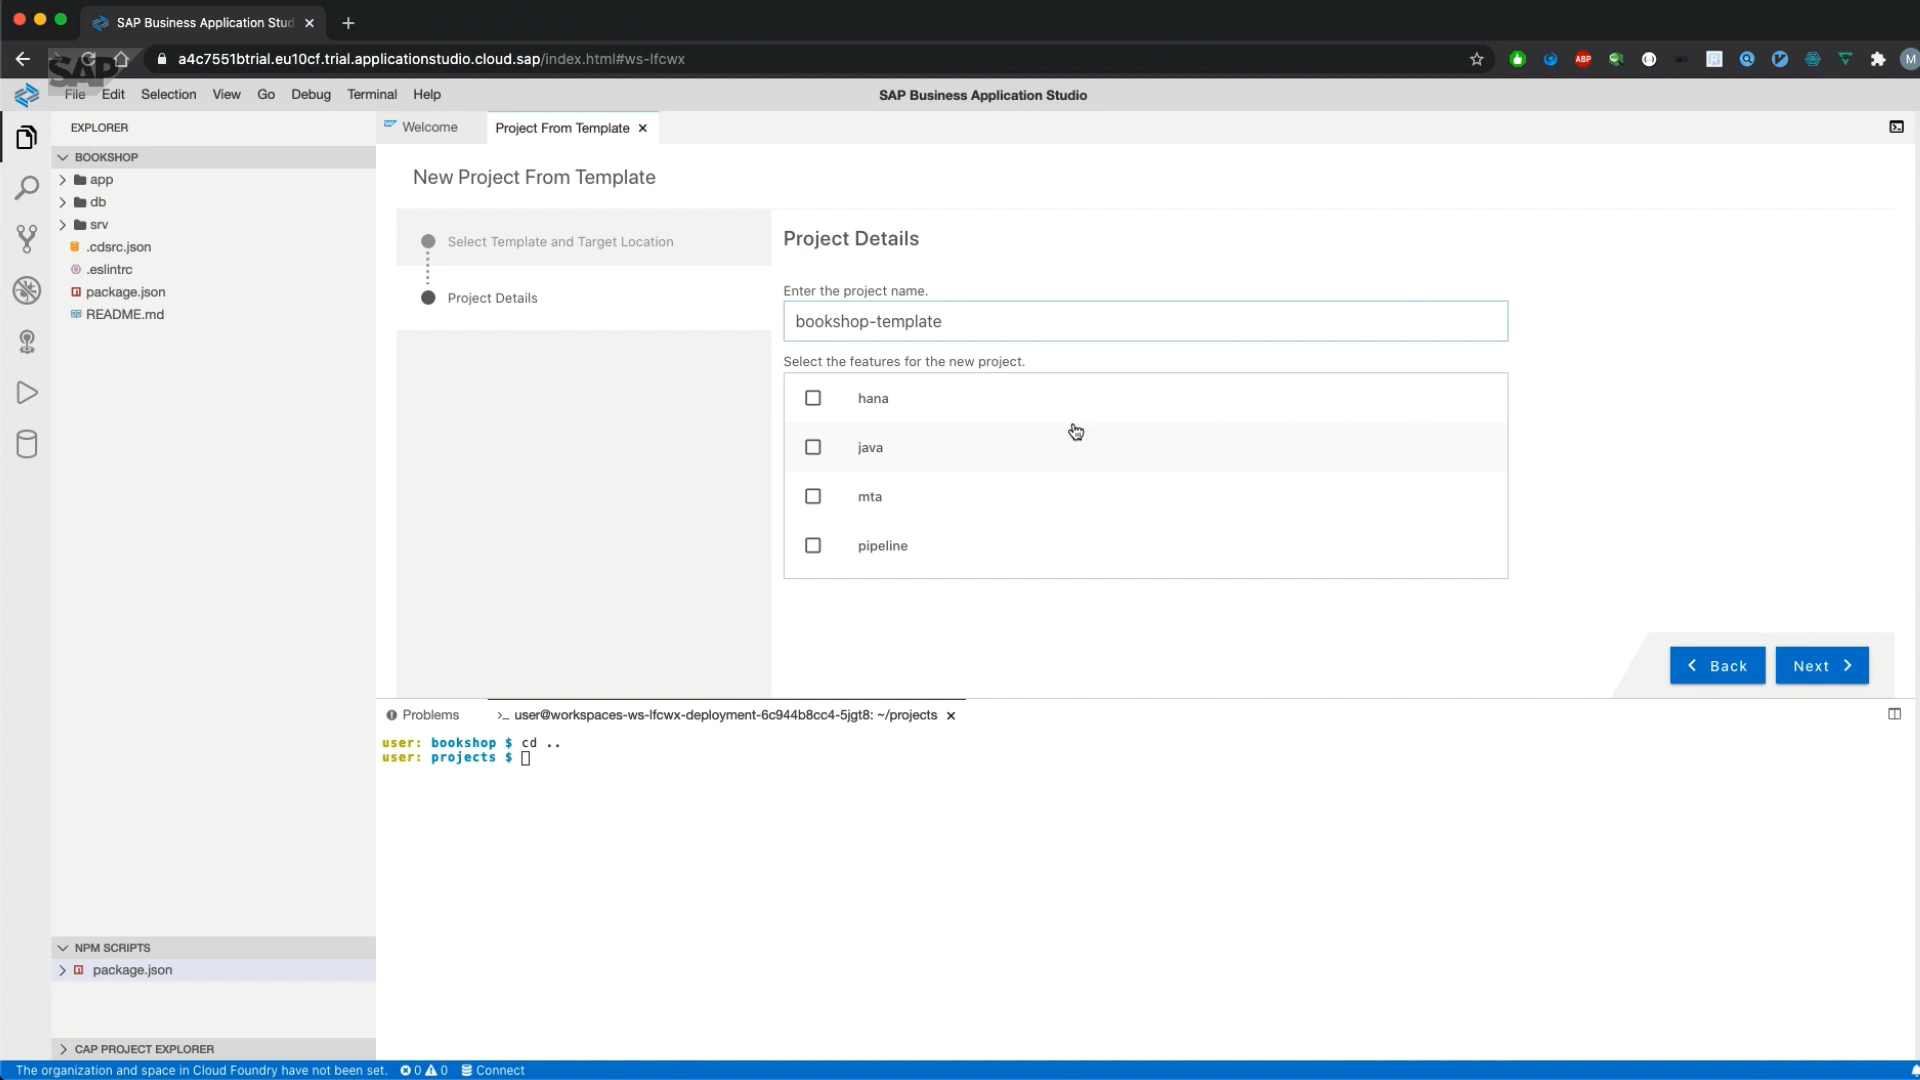 SAP Business Application Stud
a4c7551btrial.eu10cf.trial.applicationstudio.cloud.sap/index.html#ws-lfcwx
ABP
M
SAP
File Edit Selection View Go Debug Terminal Help
SAP Business Application Studio
EXPLORER
Welcome
Project From Template
BOOKSHOP
app
db
srv
.cdsrc.json
.eslintrc
package.json
README.md
New Project From Template
Select Template and Target Location
Project Details
Project Details
Enter the project name.
bookshop-template
Select the features for the new project.
hana
java
mta
pipeline
Back
Next
Problems
>_ user@workspaces-ws-lfcwx-deployment-6c944b8cc4-5jgt8: ~/projects
user: bookshop $ cd ..
user: projects $
NPM SCRIPTS
package.json
CAP PROJECT EXPLORER
The organization and space in Cloud Foundry have not been set. 0 0 Connect